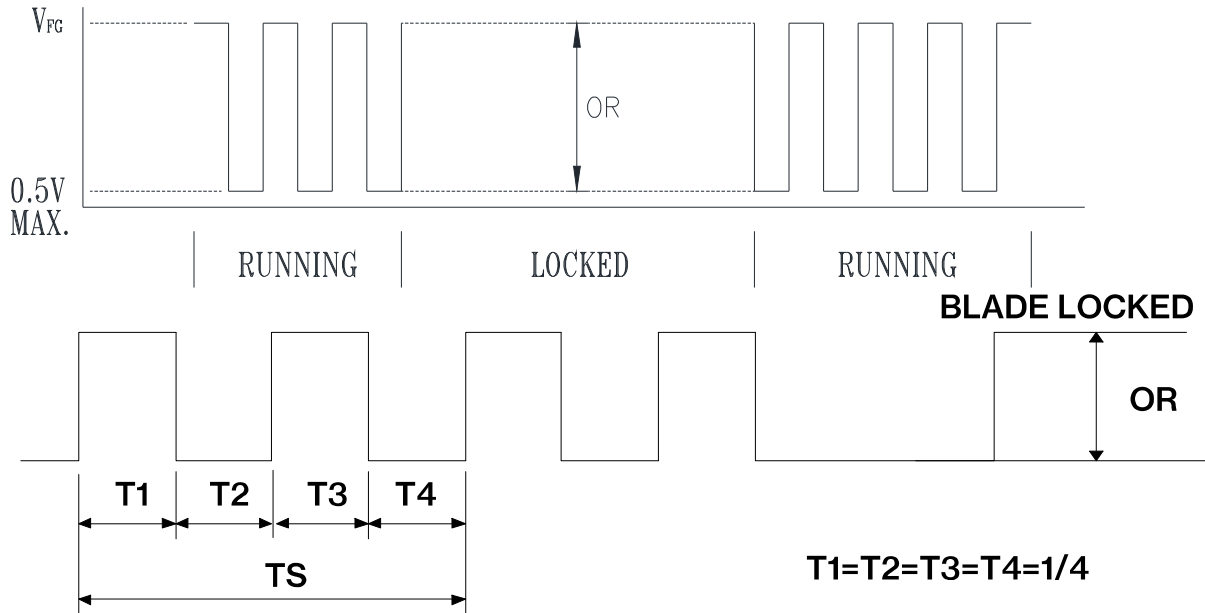 VFG
OR
0.5V
MAX.
RUNNING LOCKED RUNNING
BLADE LOCKED
OR
T1 T2 T3 T4
TS
T1=T2=T3=T4=1/4